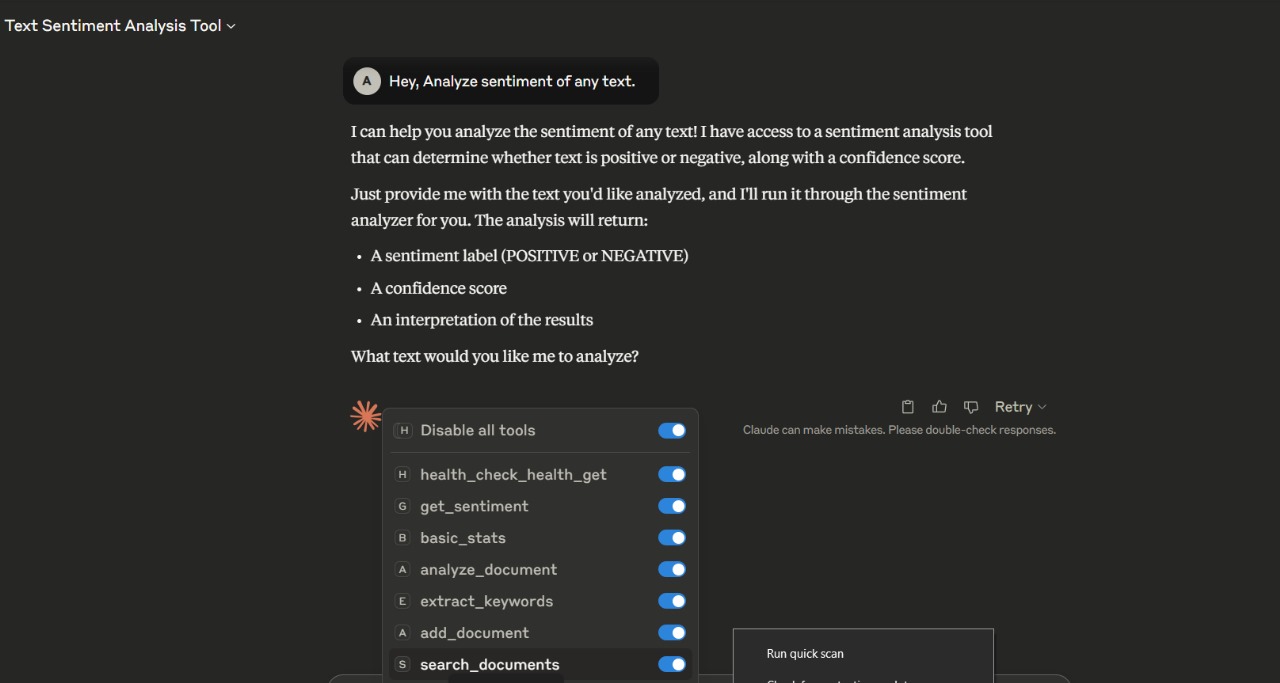 Text Sentiment Analysis Tool
A Hey, Analyze sentiment of any text.
I can help you analyze the sentiment of any text! I have access to a sentiment analysis tool
that can determine whether text is positive or negative, along with a confidence score.
Just provide me with the text you'd like analyzed, and I'll run it through the sentiment
analyzer for you. The analysis will return:
• A sentiment label (POSITIVE or NEGATIVE)
• A confidence score
• An interpretation of the results
What text would you like me to analyze?
Retry
Claude can make mistakes. Please double-check responses.
H Disable all tools
H health_check_health_get
G get_sentiment
B basic_stats
A analyze_document
E extract_keywords
A add_document
S search_documents
Run quick scan